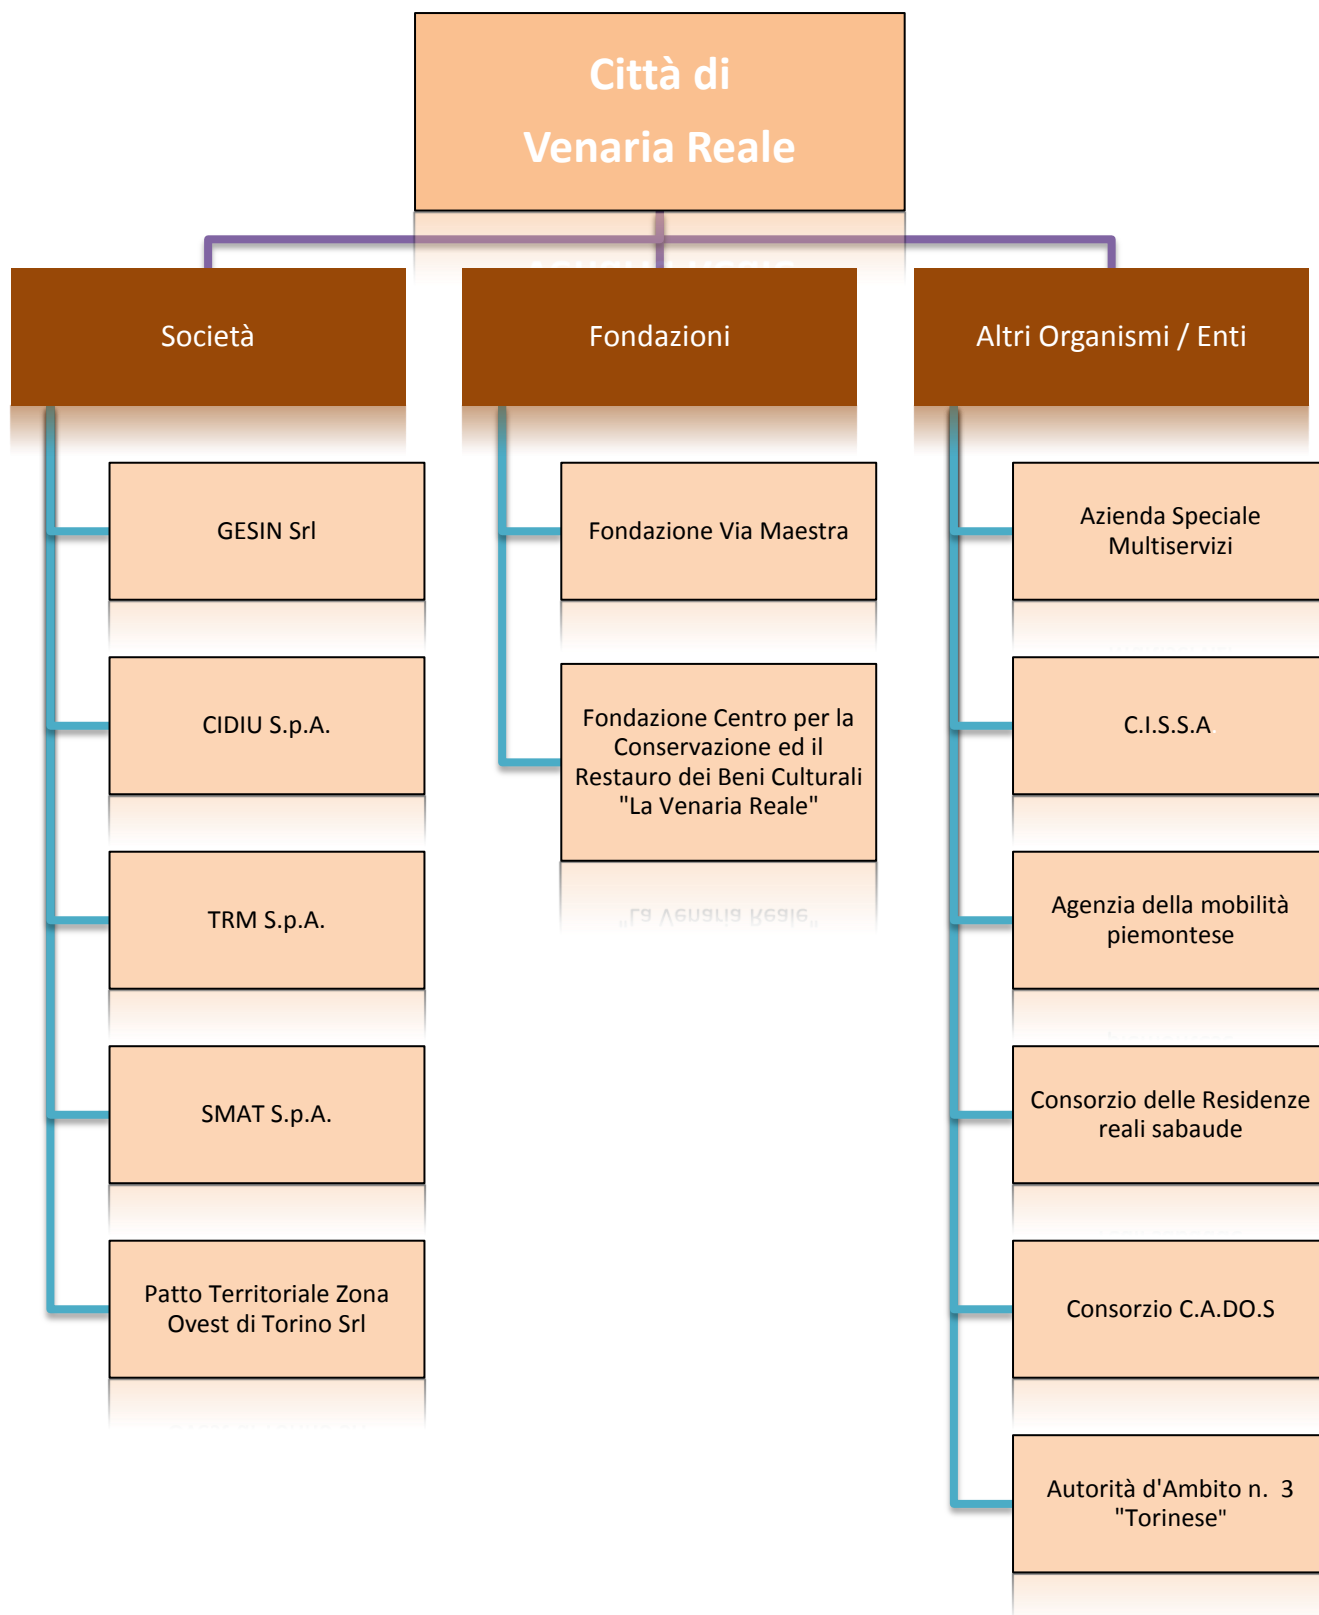 Città di
Venaria Reale
Società
Fondazioni
Altri Organismi / Enti
GESIN Srl
CIDIU S.p.A.
TRM S.p.A.
SMAT S.p.A.
Patto Territoriale Zona
Ovest di Torino Srl
Fondazione Via Maestra
Fondazione Centro per la
Conservazione ed il
Restauro dei Beni Culturali
"La Venaria Reale"
Azienda Speciale
Multiservizi
C.I.S.S.A.
Agenzia della mobilità
piemontese
Consorzio delle Residenze
reali sabaude
Consorzio C.A.DO.S
Autorità d'Ambito n. 3
"Torinese"